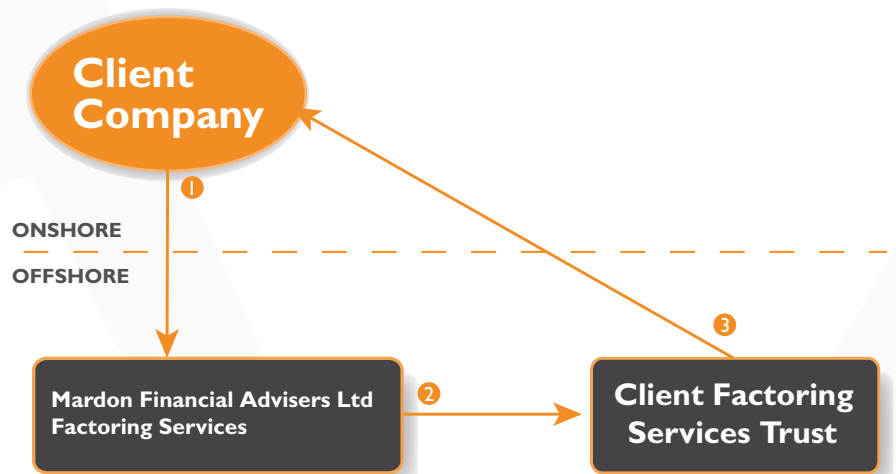 Client
Company
1
ONSHORE
OFFSHORE
3
Mardon Financial Advisers Ltd
Factoring Services
2
Client Factoring
Services Trust